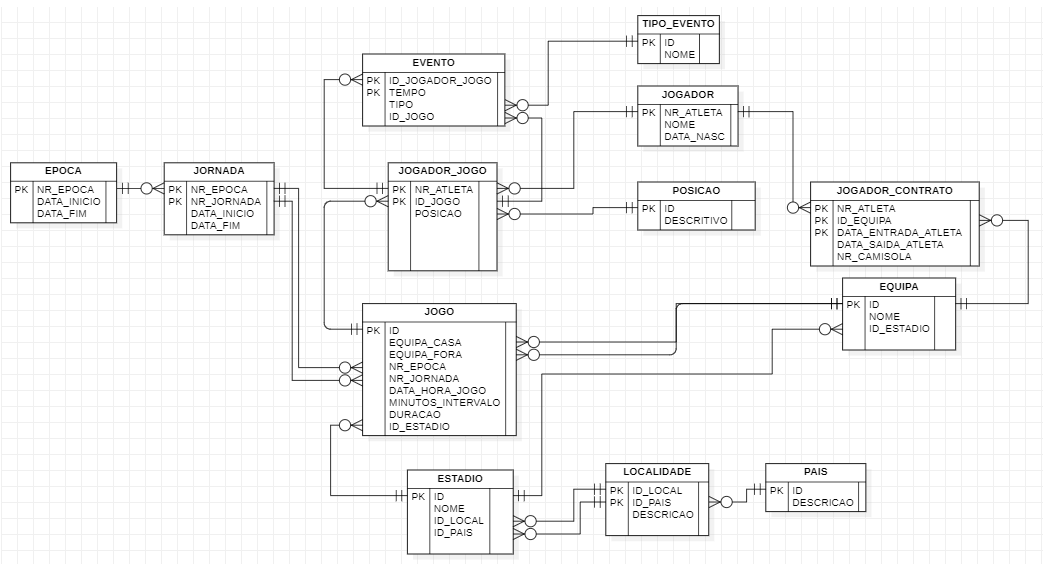 TIPO_EVENTO
PK ID
NOME
EVENTO
PK ID_JOGADOR_JOGO
PK TEMPO
TIPO
ID_JOGO
JOGADOR
PK NR_ATLETA
NOME
DATA_NASC
EPOCA
PK NR_EPOCA
DATA_INICIO
DATA_FIM
JORNADA
PK NR_EPOCA
PK NR_JORNADA
DATA_INICIO
DATA_FIM
JOGADOR_JOGO
PK NR_ATLETA
PK ID_JOGO
POSICAO
POSICAO
PK ID
DESCRITIVO
JOGADOR_CONTRATO
PK NR_ATLETA
PK ID_EQUIPA
PK DATA_ENTRADA_ATLETA
DATA_SAIDA_ATLETA
NR_CAMISOLA
EQUIPA
PK ID
NOME
ID_ESTADIO
JOGO
PK ID
EQUIPA_CASA
EQUIPA_FORA
NR_EPOCA
NR_JORNADA
DATA_HORA_JOGO
MINUTOS_INTERVALO
DURACAO
ID_ESTADIO
ESTADIO
PK ID
NOME
ID_LOCAL
ID_PAIS
LOCALIDADE
PK ID_LOCAL
PK ID_PAIS
DESCRICAO
PAIS
PK ID
DESCRICAO